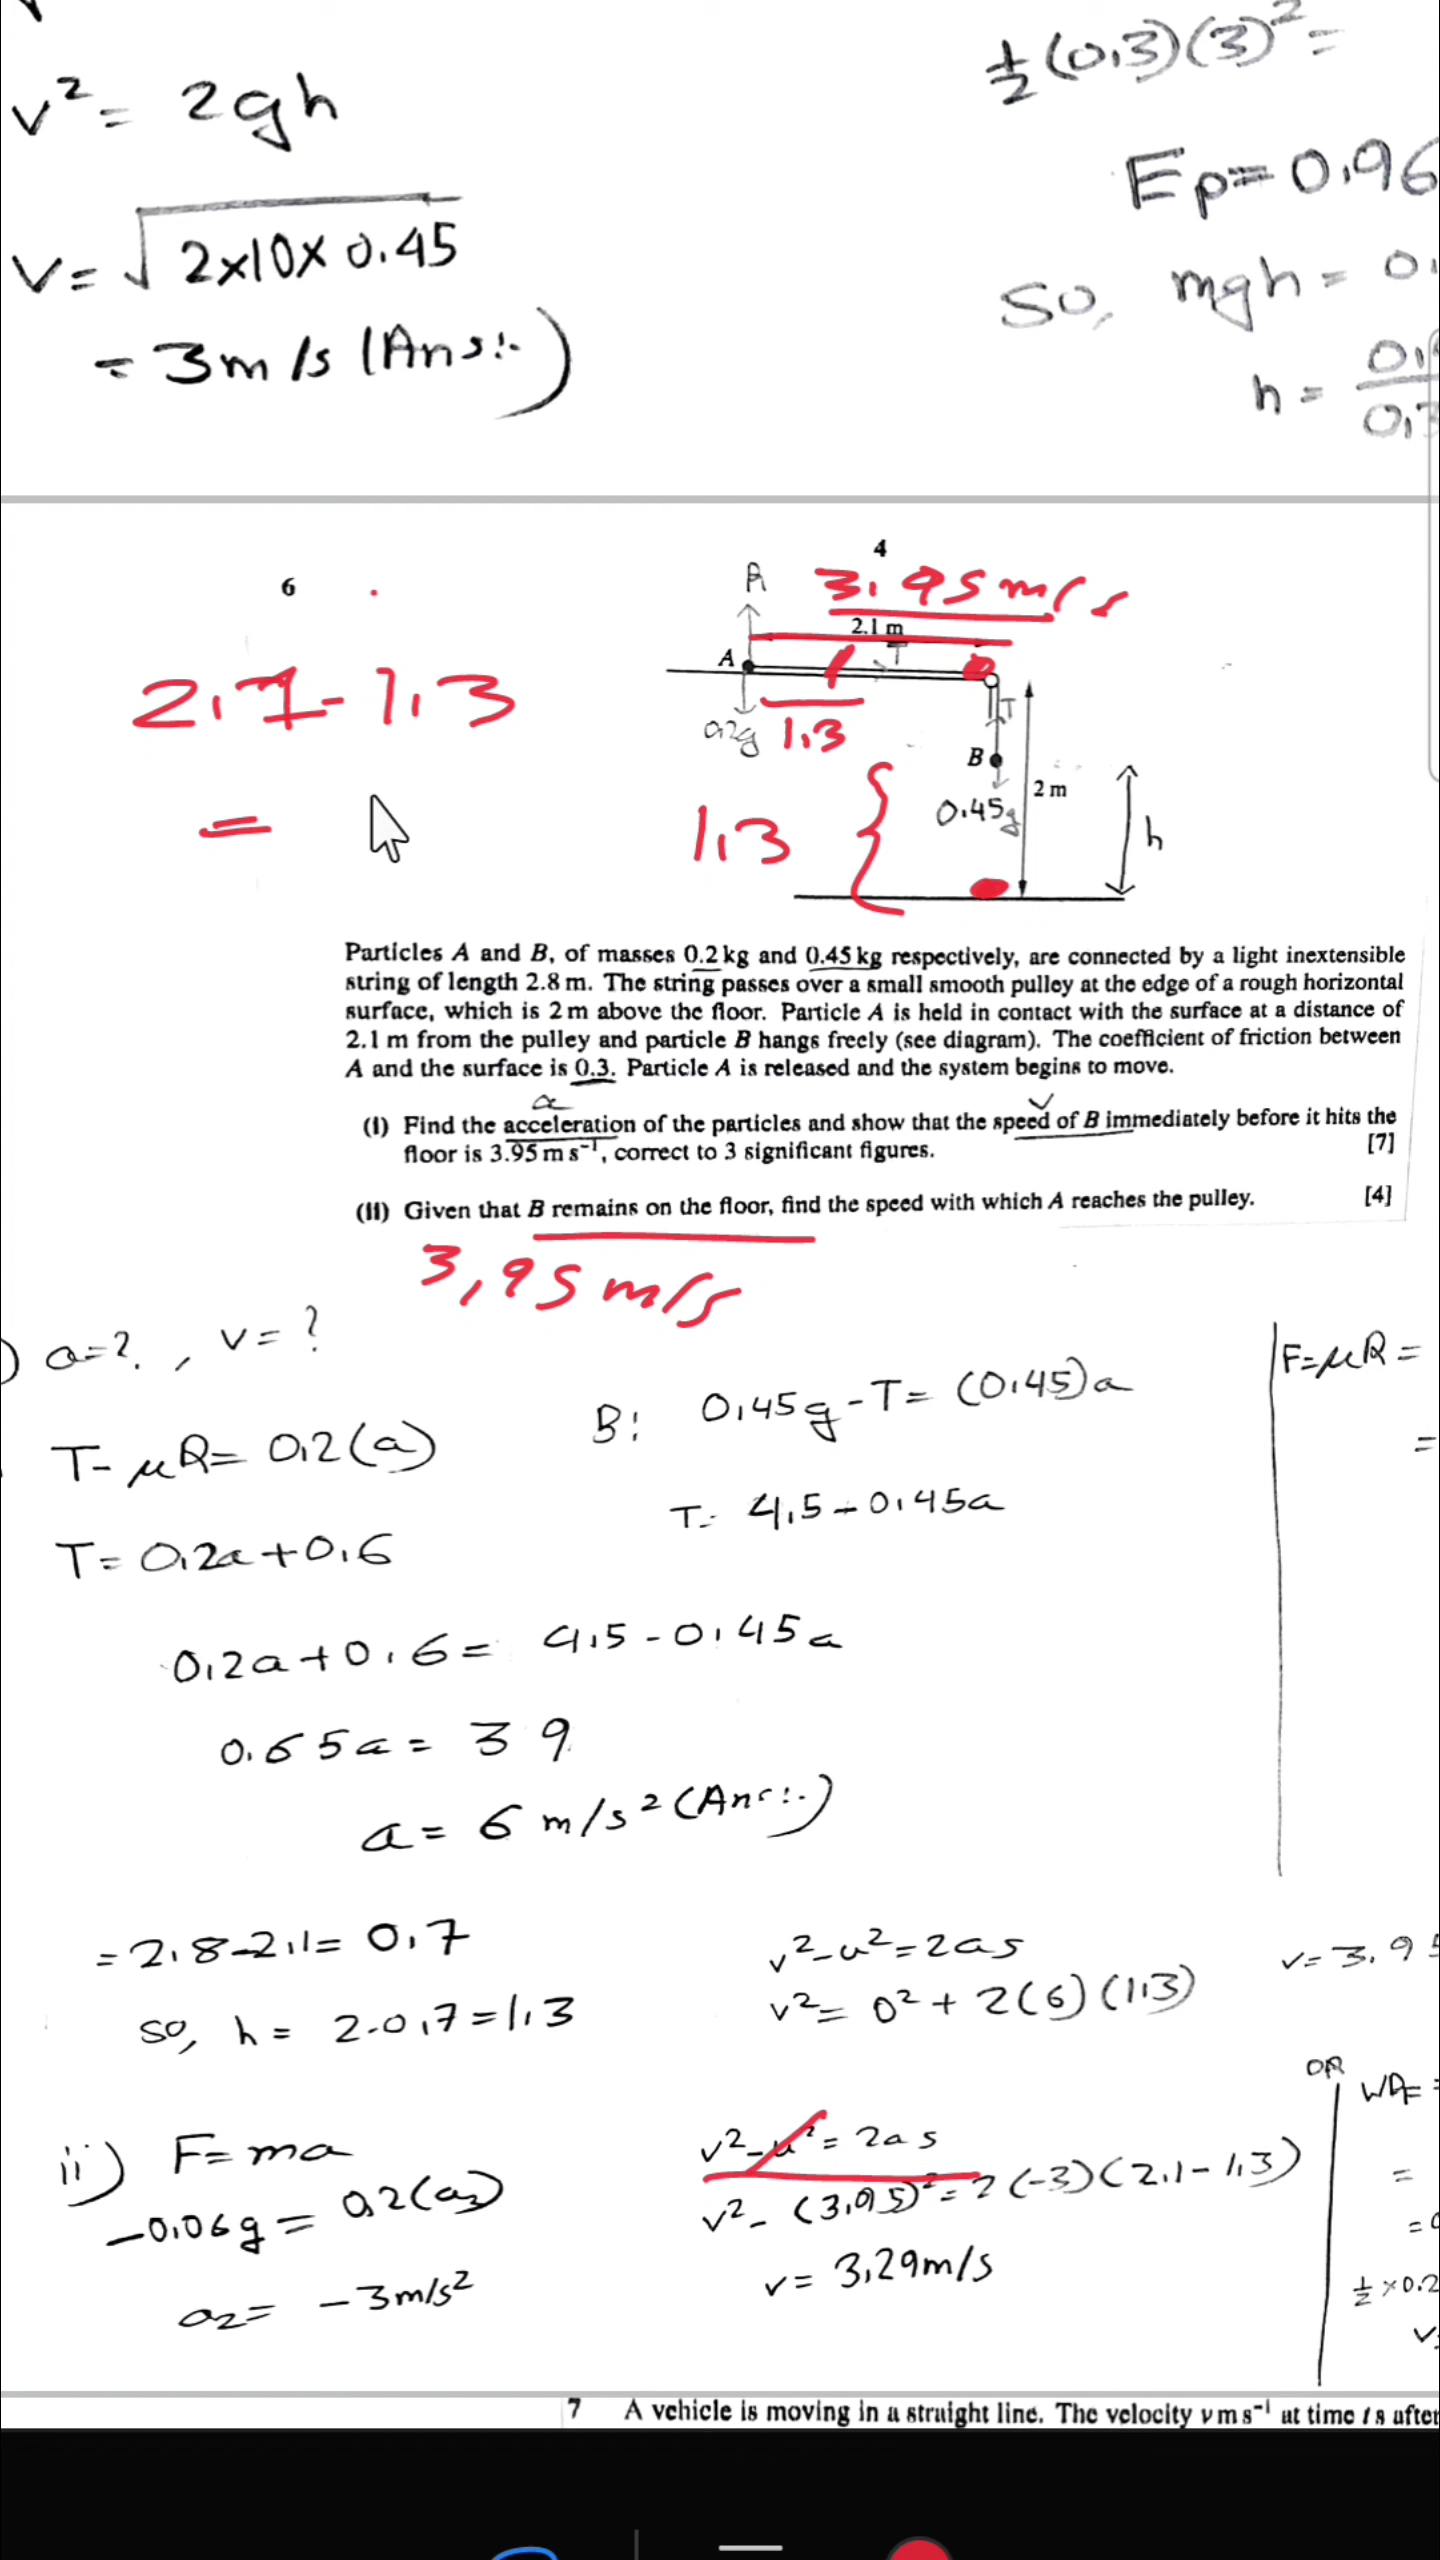 v² = 2gh
v = √2×10×0.45
= 3m/s (Ans:.)
½(0.3)(3)² =
Ep = 0.96
So, mgh = 0.
h =
4
6
3.95 m/s
2.1 m
R
A
T
T
0.2g
1.3
B
2 m
0.45g
h
1.3
2.1 - 1.3
=
Particles A and B, of masses 0.2 kg and 0.45 kg respectively, are connected by a light inextensible
string of length 2.8 m. The string passes over a small smooth pulley at the edge of a rough horizontal
surface, which is 2 m above the floor. Particle A is held in contact with the surface at a distance of
2.1 m from the pulley and particle B hangs freely (see diagram). The coefficient of friction between
A and the surface is 0.3. Particle A is released and the system begins to move.
a v
(i) Find the acceleration of the particles and show that the speed of B immediately before it hits the
floor is 3.95 m s⁻¹, correct to 3 significant figures. [7]
(ii) Given that B remains on the floor, find the speed with which A reaches the pulley. [4]
3.95 m/s
) a=?. , v=?
T- μR= 0.2(a)
T= 0.2a+0.6
B: 0.45g-T= (0.45)a
T= 4.5-0.45a
F=μR =
=
0.2a+0.6= 4.5-0.45a
0.65a= 3 9
a= 6 m/s² (Ans:.)
= 2.8-2.1= 0.7
so, h = 2-0.7=1.3
v²-u²=2as
v²= 0²+2(6)(1.3)
v=3.95
ii) F=ma
-0.06g= 0.2(a₂)
a₂= -3m/s²
v²-u²=2as
v²-(3.95)²=2(-3)(2.1-1.3)
v= 3.29m/s
OR
WDF =
=
=0
½×0.2
v=
7 A vehicle is moving in a straight line. The velocity v m s⁻¹ at time t s after